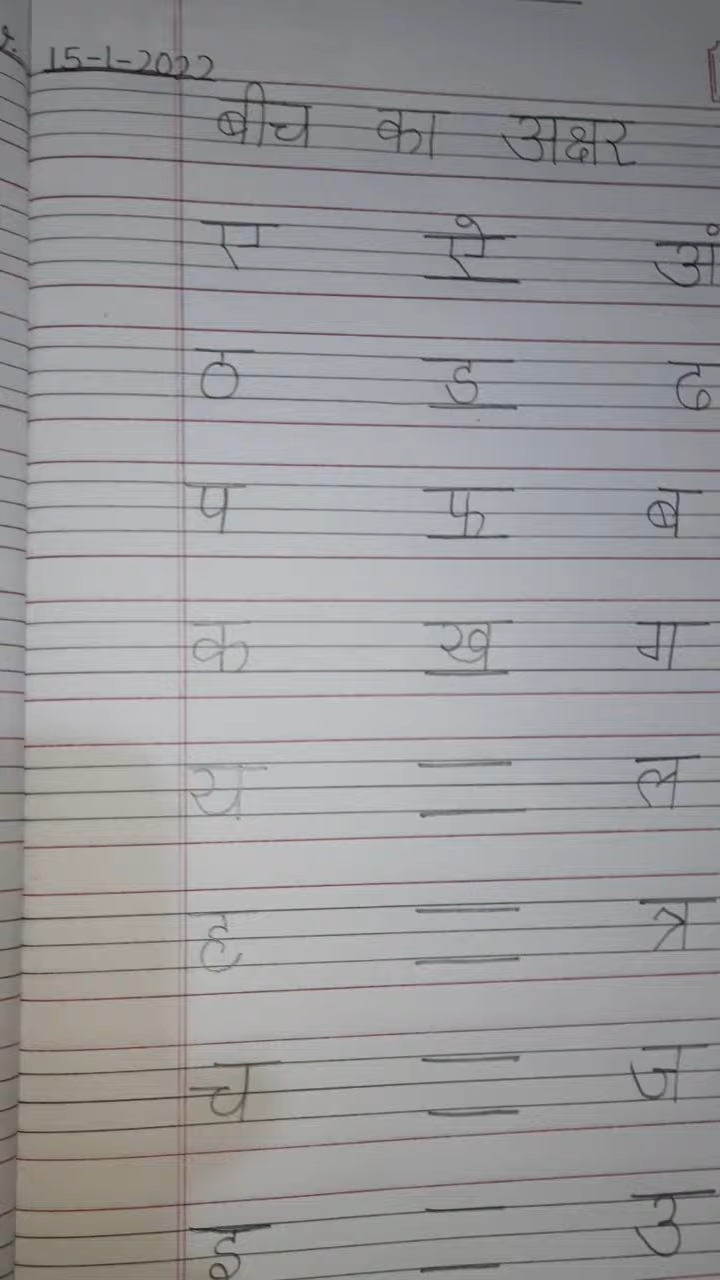 15-1-2022
बीच का अक्षर
ए ऐ अं
ठ ड ढ
प फ ब
क ख ग
य ल
ह त्र
च ज
इ उ